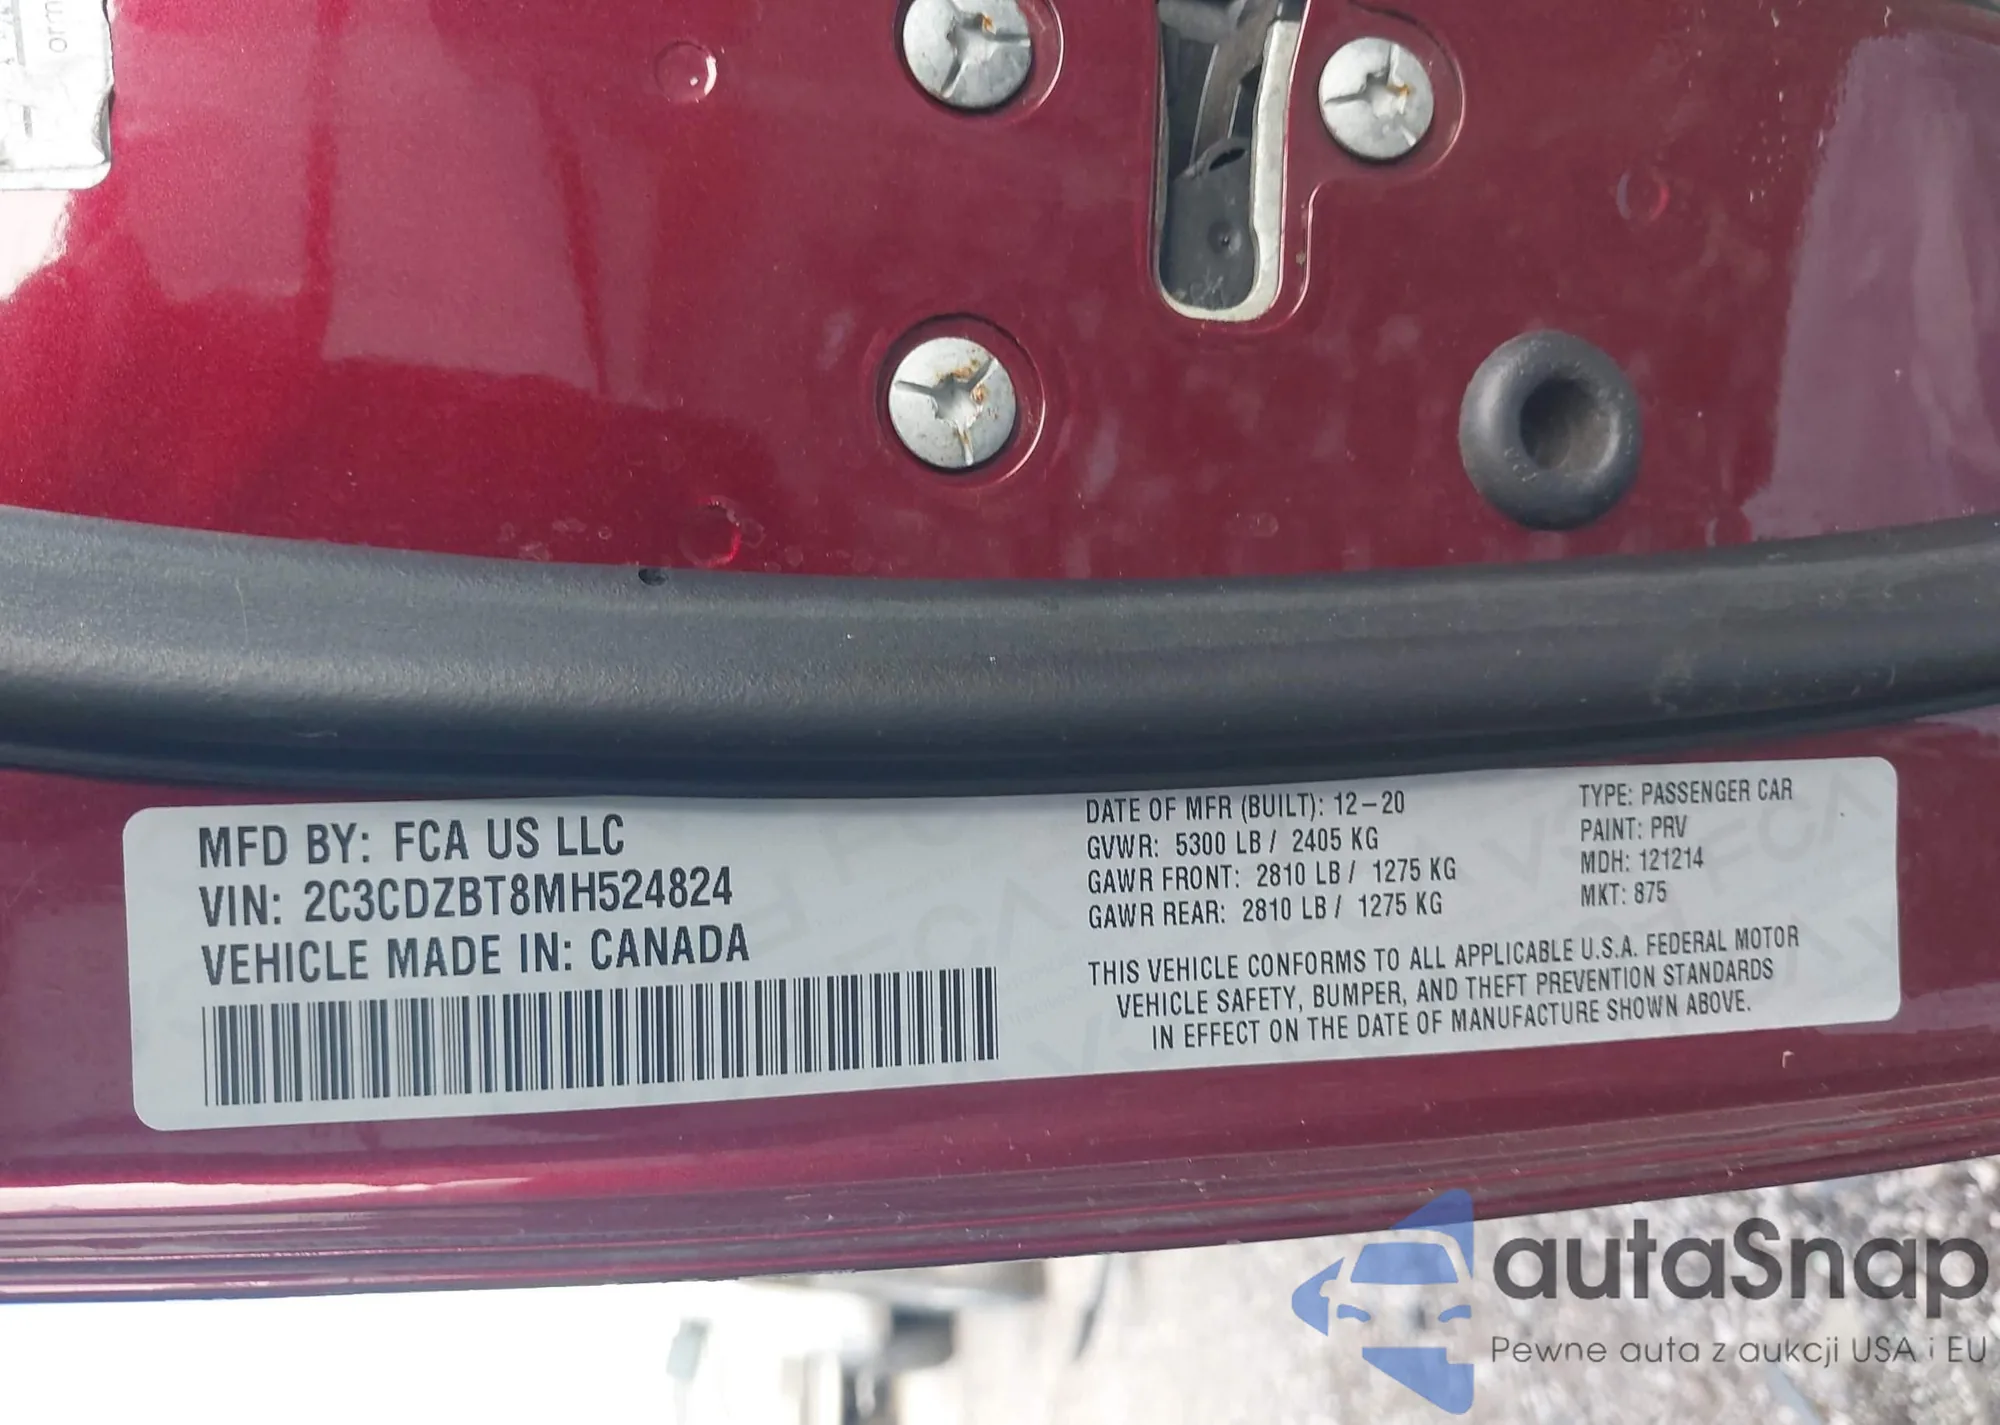 orm
MFD BY: FCA US LLC
VIN: 2C3CDZBT8MH524824
VEHICLE MADE IN: CANADA
DATE OF MFR (BUILT): 12-20
GVWR: 5300 LB / 2405 KG
GAWR FRONT: 2810 LB / 1275 KG
GAWR REAR: 2810 LB / 1275 KG
TYPE: PASSENGER CAR
PAINT: PRV
MDH: 121214
MKT: 875
THIS VEHICLE CONFORMS TO ALL APPLICABLE U.S.A. FEDERAL MOTOR
VEHICLE SAFETY, BUMPER, AND THEFT PREVENTION STANDARDS
IN EFFECT ON THE DATE OF MANUFACTURE SHOWN ABOVE.
autaSnap
Pewne auta z aukcji USA i EU